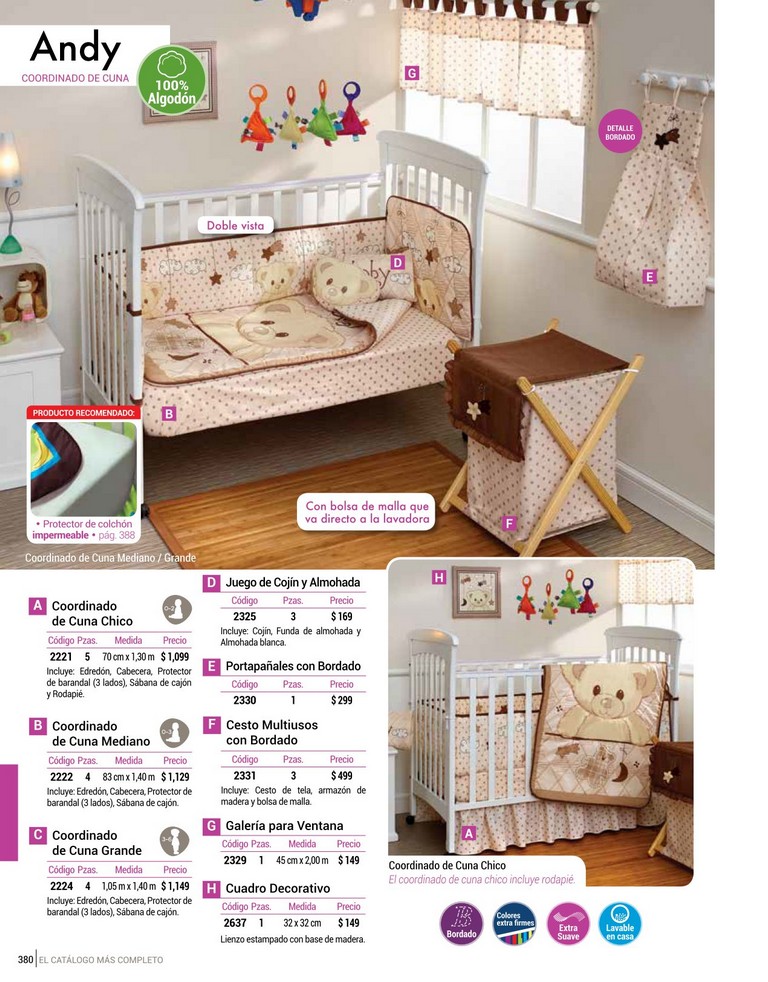 Andy
COORDINADO DE CUNA
100%
Algodón
G
DETALLE
BORDADO
Doble vista
D
E
B
PRODUCTO RECOMENDADO:
• Protector de colchón
impermeable • pág. 388
Con bolsa de malla que
va directo a la lavadora
F
Coordinado de Cuna Mediano / Grande
A Coordinado
de Cuna Chico
0-2
Código Pzas. Medida Precio
2221 5 70 cm x 1,30 m $ 1,099
Incluye: Edredón, Cabecera, Protector
de barandal (3 lados), Sábana de cajón
y Rodapié.
B Coordinado
de Cuna Mediano
0-3
Código Pzas. Medida Precio
2222 4 83 cm x 1,40 m $ 1,129
Incluye: Edredón, Cabecera, Protector de
barandal (3 lados), Sábana de cajón.
C Coordinado
de Cuna Grande
Código Pzas. Medida Precio
2224 4 1,05 m x 1,40 m $ 1,149
Incluye: Edredón, Cabecera, Protector de
barandal (3 lados), Sábana de cajón.
D Juego de Cojín y Almohada
Código Pzas. Precio
2325 3 $ 169
Incluye: Cojín, Funda de almohada y
Almohada blanca.
E Portapañales con Bordado
Código Pzas. Precio
2330 1 $ 299
F Cesto Multiusos
con Bordado
Código Pzas. Precio
2331 3 $ 499
Incluye: Cesto de tela, armazón de
madera y bolsa de malla.
G Galería para Ventana
Código Pzas. Medida Precio
2329 1 45 cm x 2,00 m $ 149
H Cuadro Decorativo
Código Pzas. Medida Precio
2637 1 32 x 32 cm $ 149
Lienzo estampado con base de madera.
H
A
Coordinado de Cuna Chico
El coordinado de cuna chico incluye rodapié.
Bordado
Colores
extra firmes
Extra
Suave
Lavable
en casa
380 EL CATÁLOGO MÁS COMPLETO